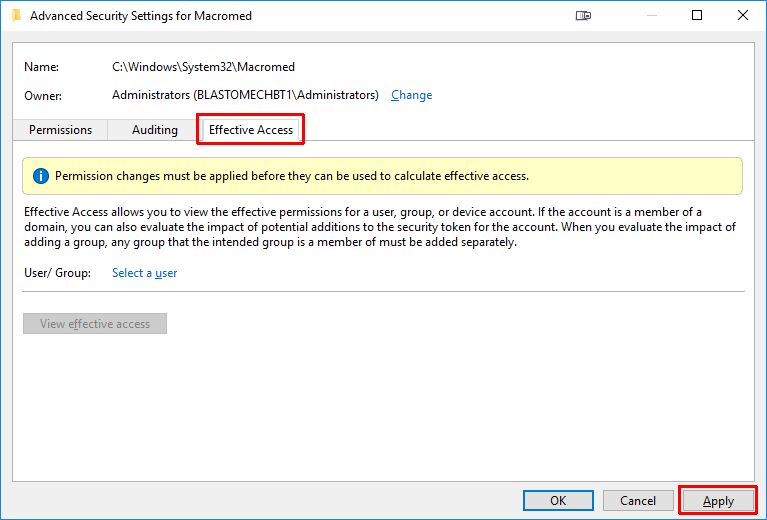 Advanced Security Settings for Macromed
Name: C:\Windows\System32\Macromed
Owner: Administrators (BLASTOMECHBT1\Administrators) Change
Permissions Auditing Effective Access
Permission changes must be applied before they can be used to calculate effective access.
Effective Access allows you to view the effective permissions for a user, group, or device account. If the account is a member of a
domain, you can also evaluate the impact of potential additions to the security token for the account. When you evaluate the impact of
adding a group, any group that the intended group is a member of must be added separately.
User/ Group: Select a user
View effective access
OK Cancel Apply